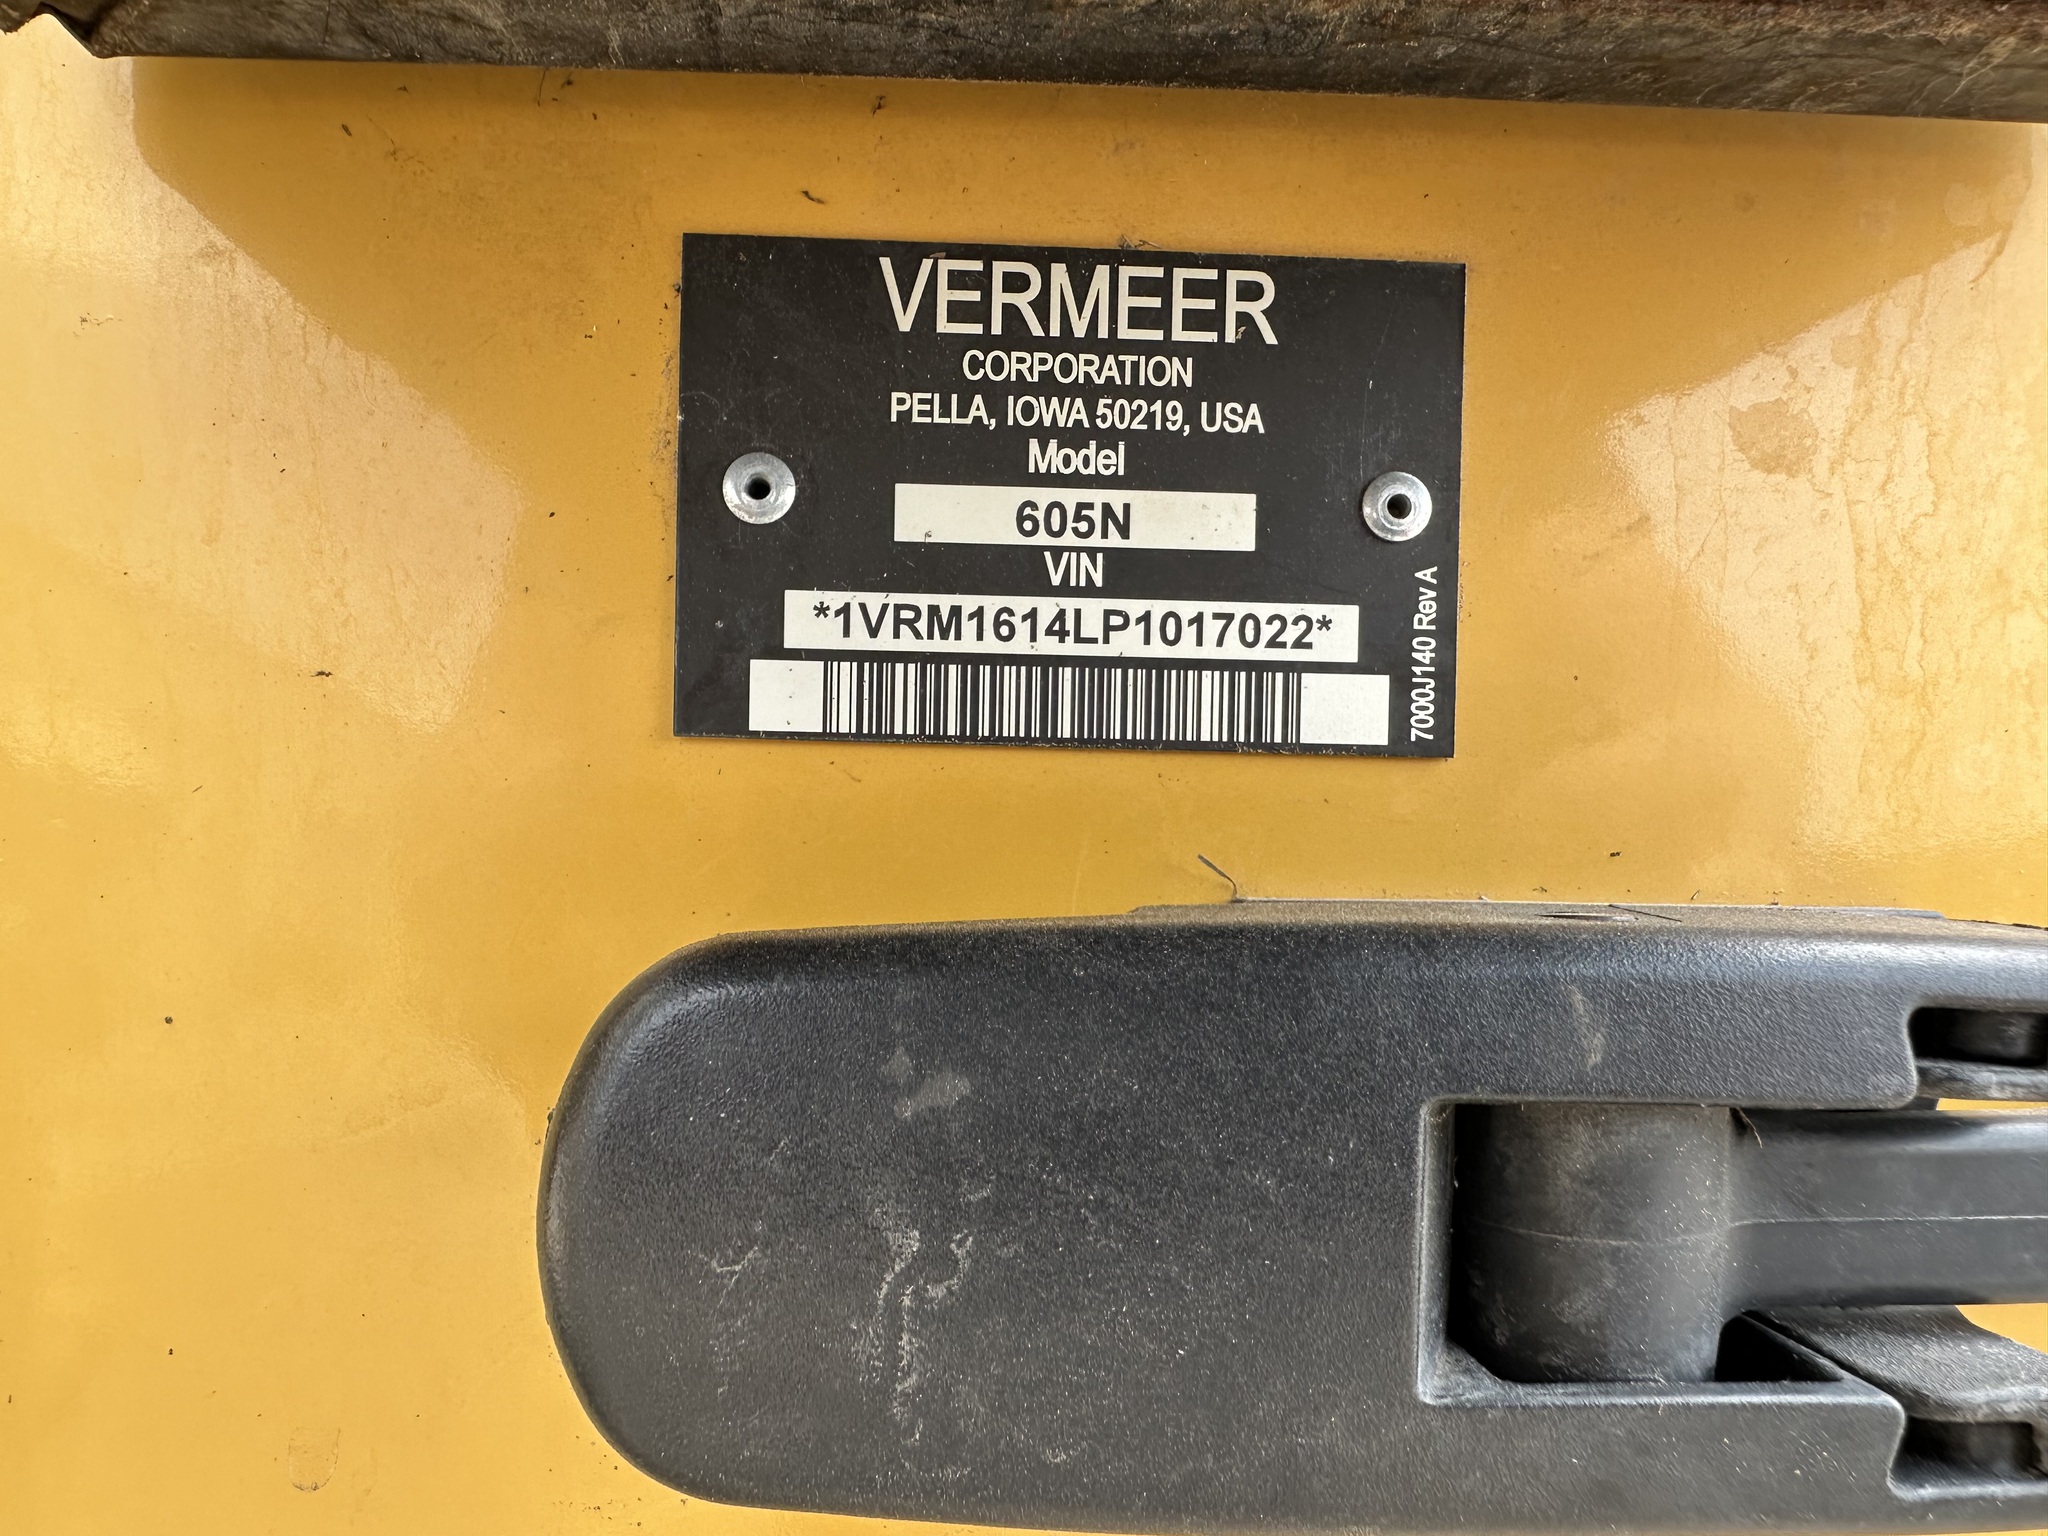 VERMEER
CORPORATION
PELLA, IOWA 50219, USA
Model
605N
VIN
*1VRM1614LP1017022*
7000J140 Rev A